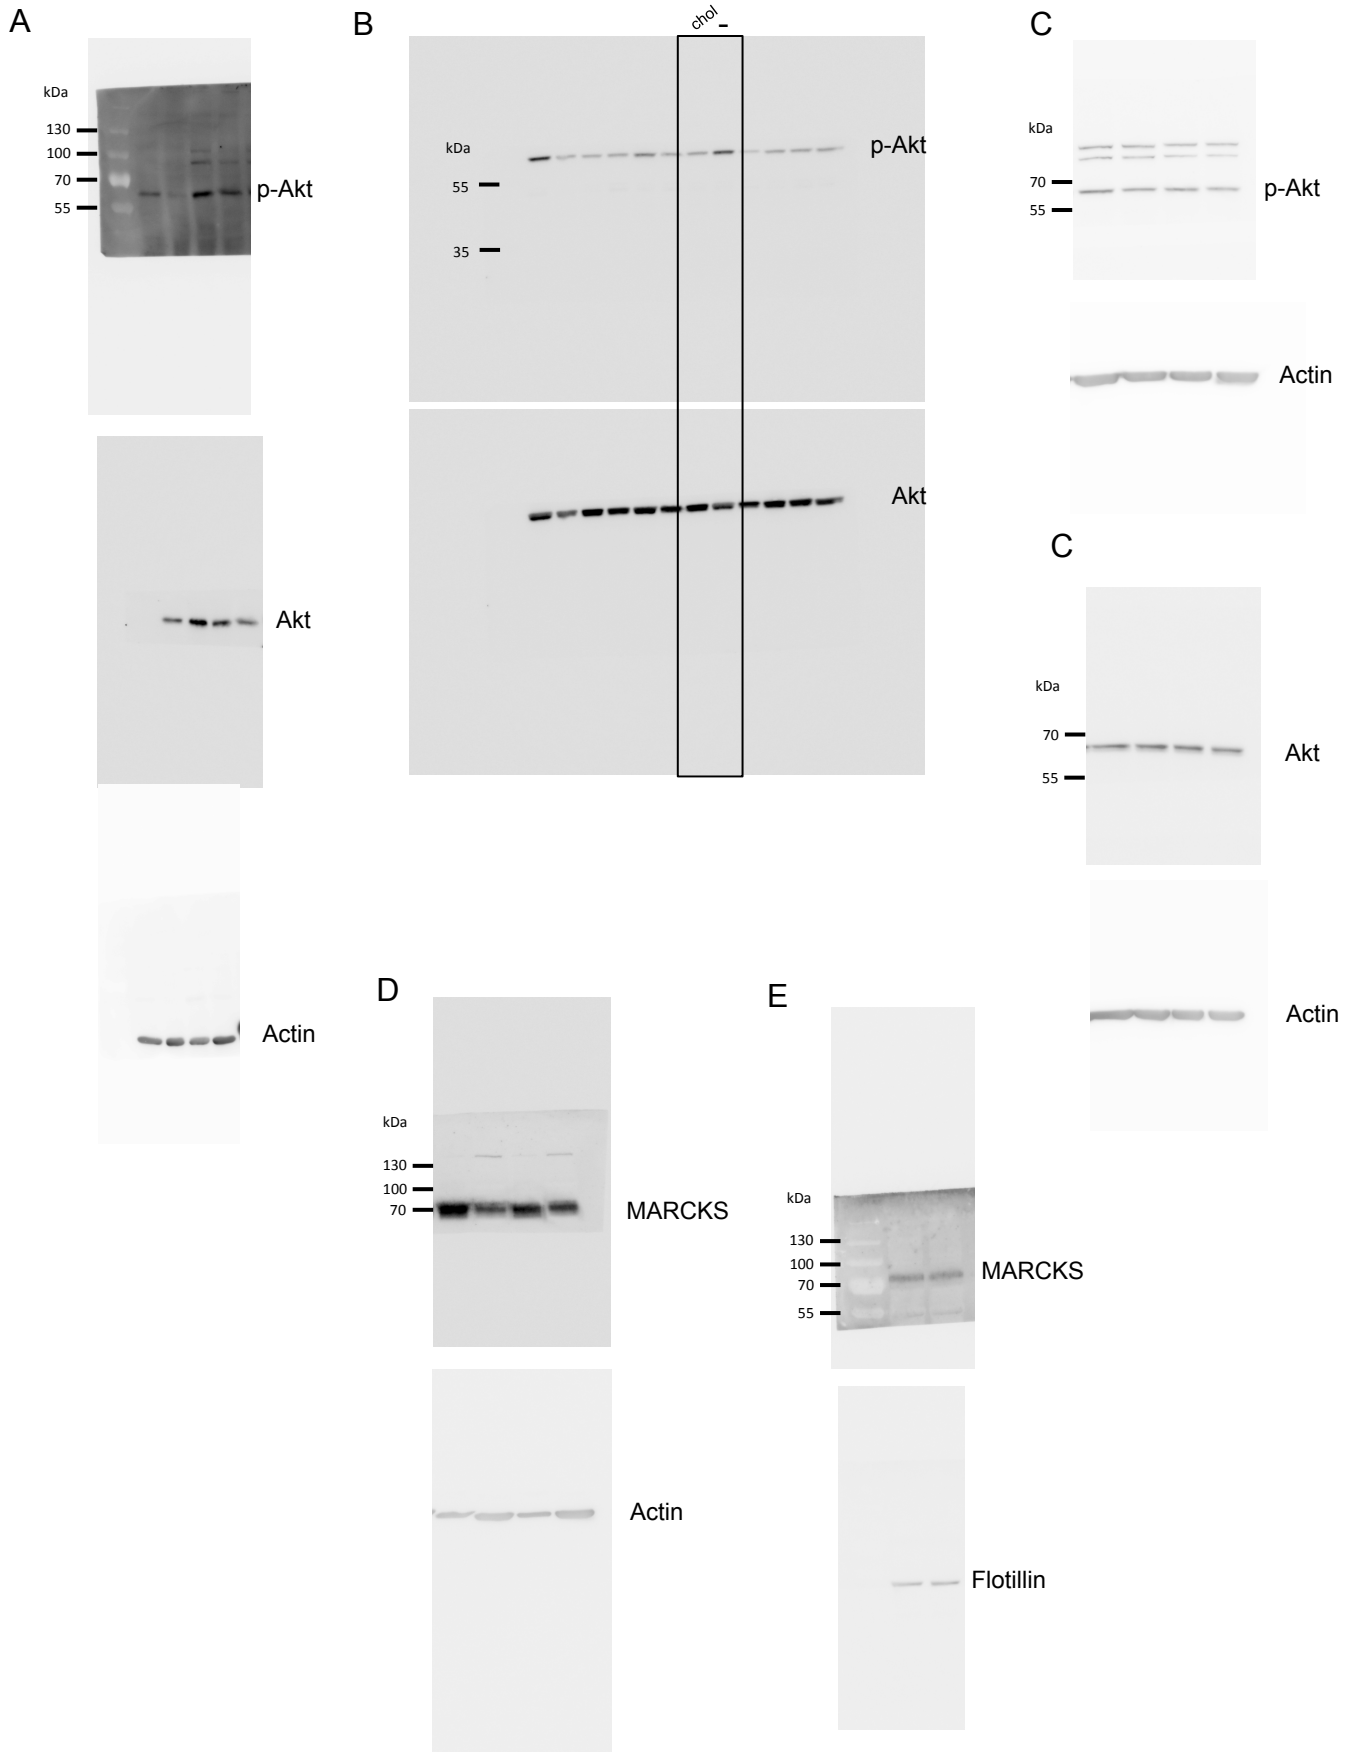 A
kDa
130
100
70
55
p-Akt
Akt
Actin
B
chol –
kDa
55
35
p-Akt
Akt
C
kDa
70
55
p-Akt
Actin
C
kDa
70
55
Akt
Actin
D
kDa
130
100
70
MARCKS
Actin
E
kDa
130
100
70
55
MARCKS
Flotillin